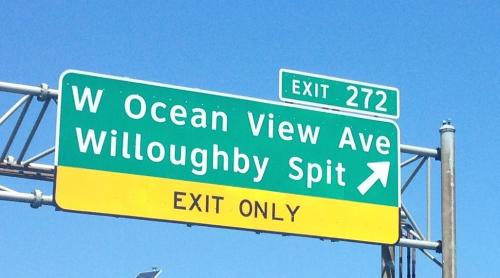 EXIT 272
W Ocean View Ave
Willoughby Spit
EXIT ONLY